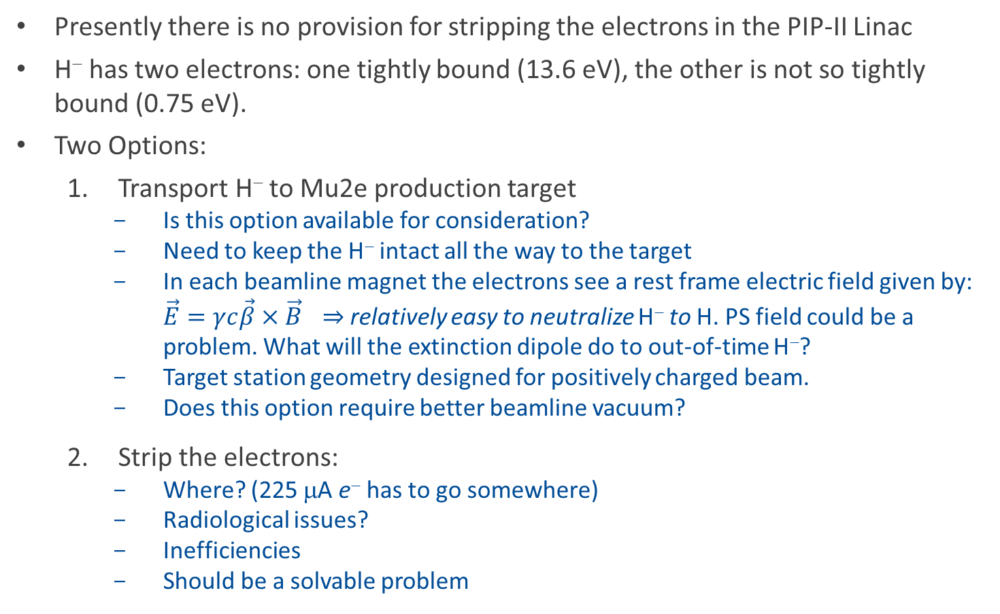 • Presently there is no provision for stripping the electrons in the PIP-II Linac
• H⁻ has two electrons: one tightly bound (13.6 eV), the other is not so tightly
bound (0.75 eV).
• Two Options:
1. Transport H⁻ to Mu2e production target
− Is this option available for consideration?
− Need to keep the H⁻ intact all the way to the target
− In each beamline magnet the electrons see a rest frame electric field given by:
E⃗ = γcβ⃗ × B⃗ ⇒ relatively easy to neutralize H⁻ to H. PS field could be a
problem. What will the extinction dipole do to out-of-time H⁻?
− Target station geometry designed for positively charged beam.
− Does this option require better beamline vacuum?
2. Strip the electrons:
− Where? (225 μA e⁻ has to go somewhere)
− Radiological issues?
− Inefficiencies
− Should be a solvable problem